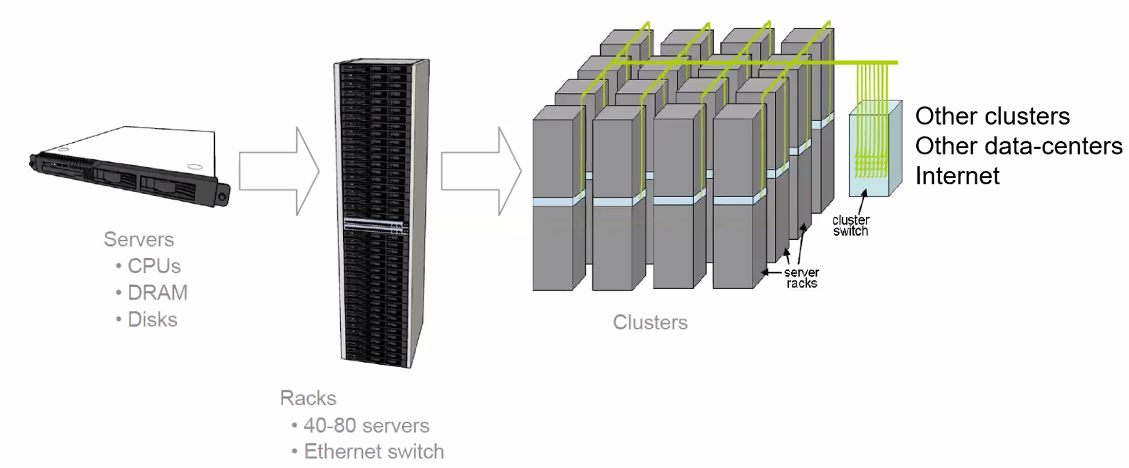 Servers
• CPUs
• DRAM
• Disks
Racks
• 40-80 servers
• Ethernet switch
Clusters
server
racks
cluster
switch
Other clusters
Other data-centers
Internet